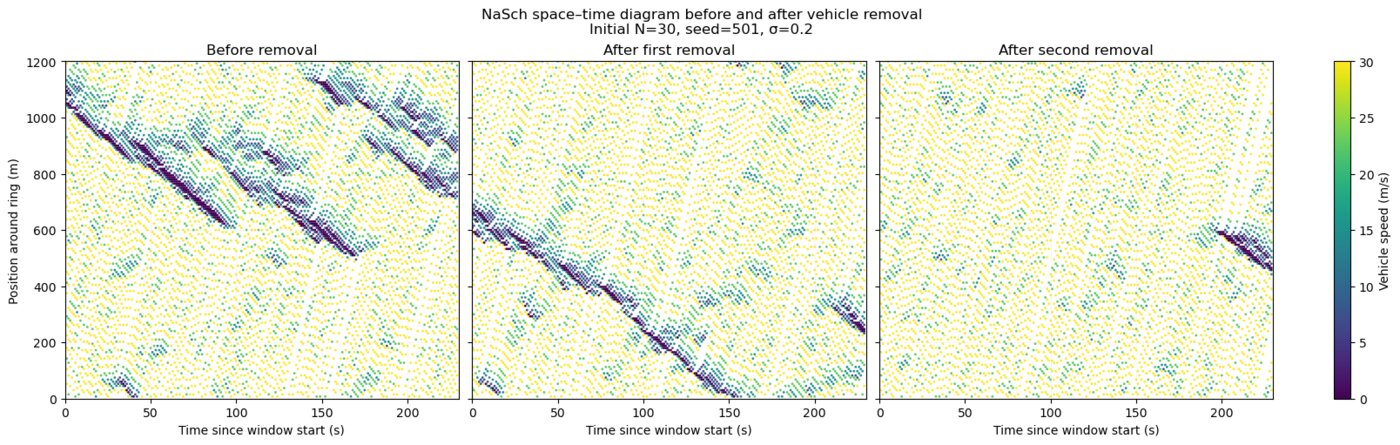 NaSch space–time diagram before and after vehicle removal
Initial N=30, seed=501, σ=0.2
Before removal
After first removal
After second removal
Position around ring (m)
1200
1000
800
600
400
200
0
0 50 100 150 200
0 50 100 150 200
0 50 100 150 200
Time since window start (s)
Time since window start (s)
Time since window start (s)
30
25
20
15
10
5
0
Vehicle speed (m/s)